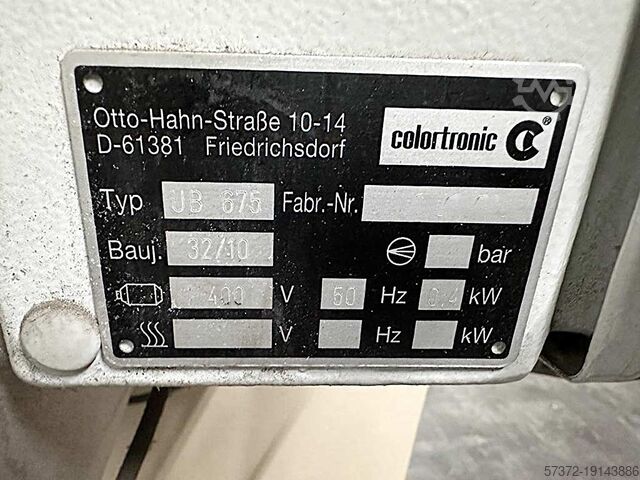 Otto-Hahn-Straße 10-14
D-61381 Friedrichsdorf
colortronic C ®
Typ UB 675 Fabr.-Nr.
Bauj. 32/10 bar
400 V 50 Hz 0.4 kW
V Hz kW
57372-19143886